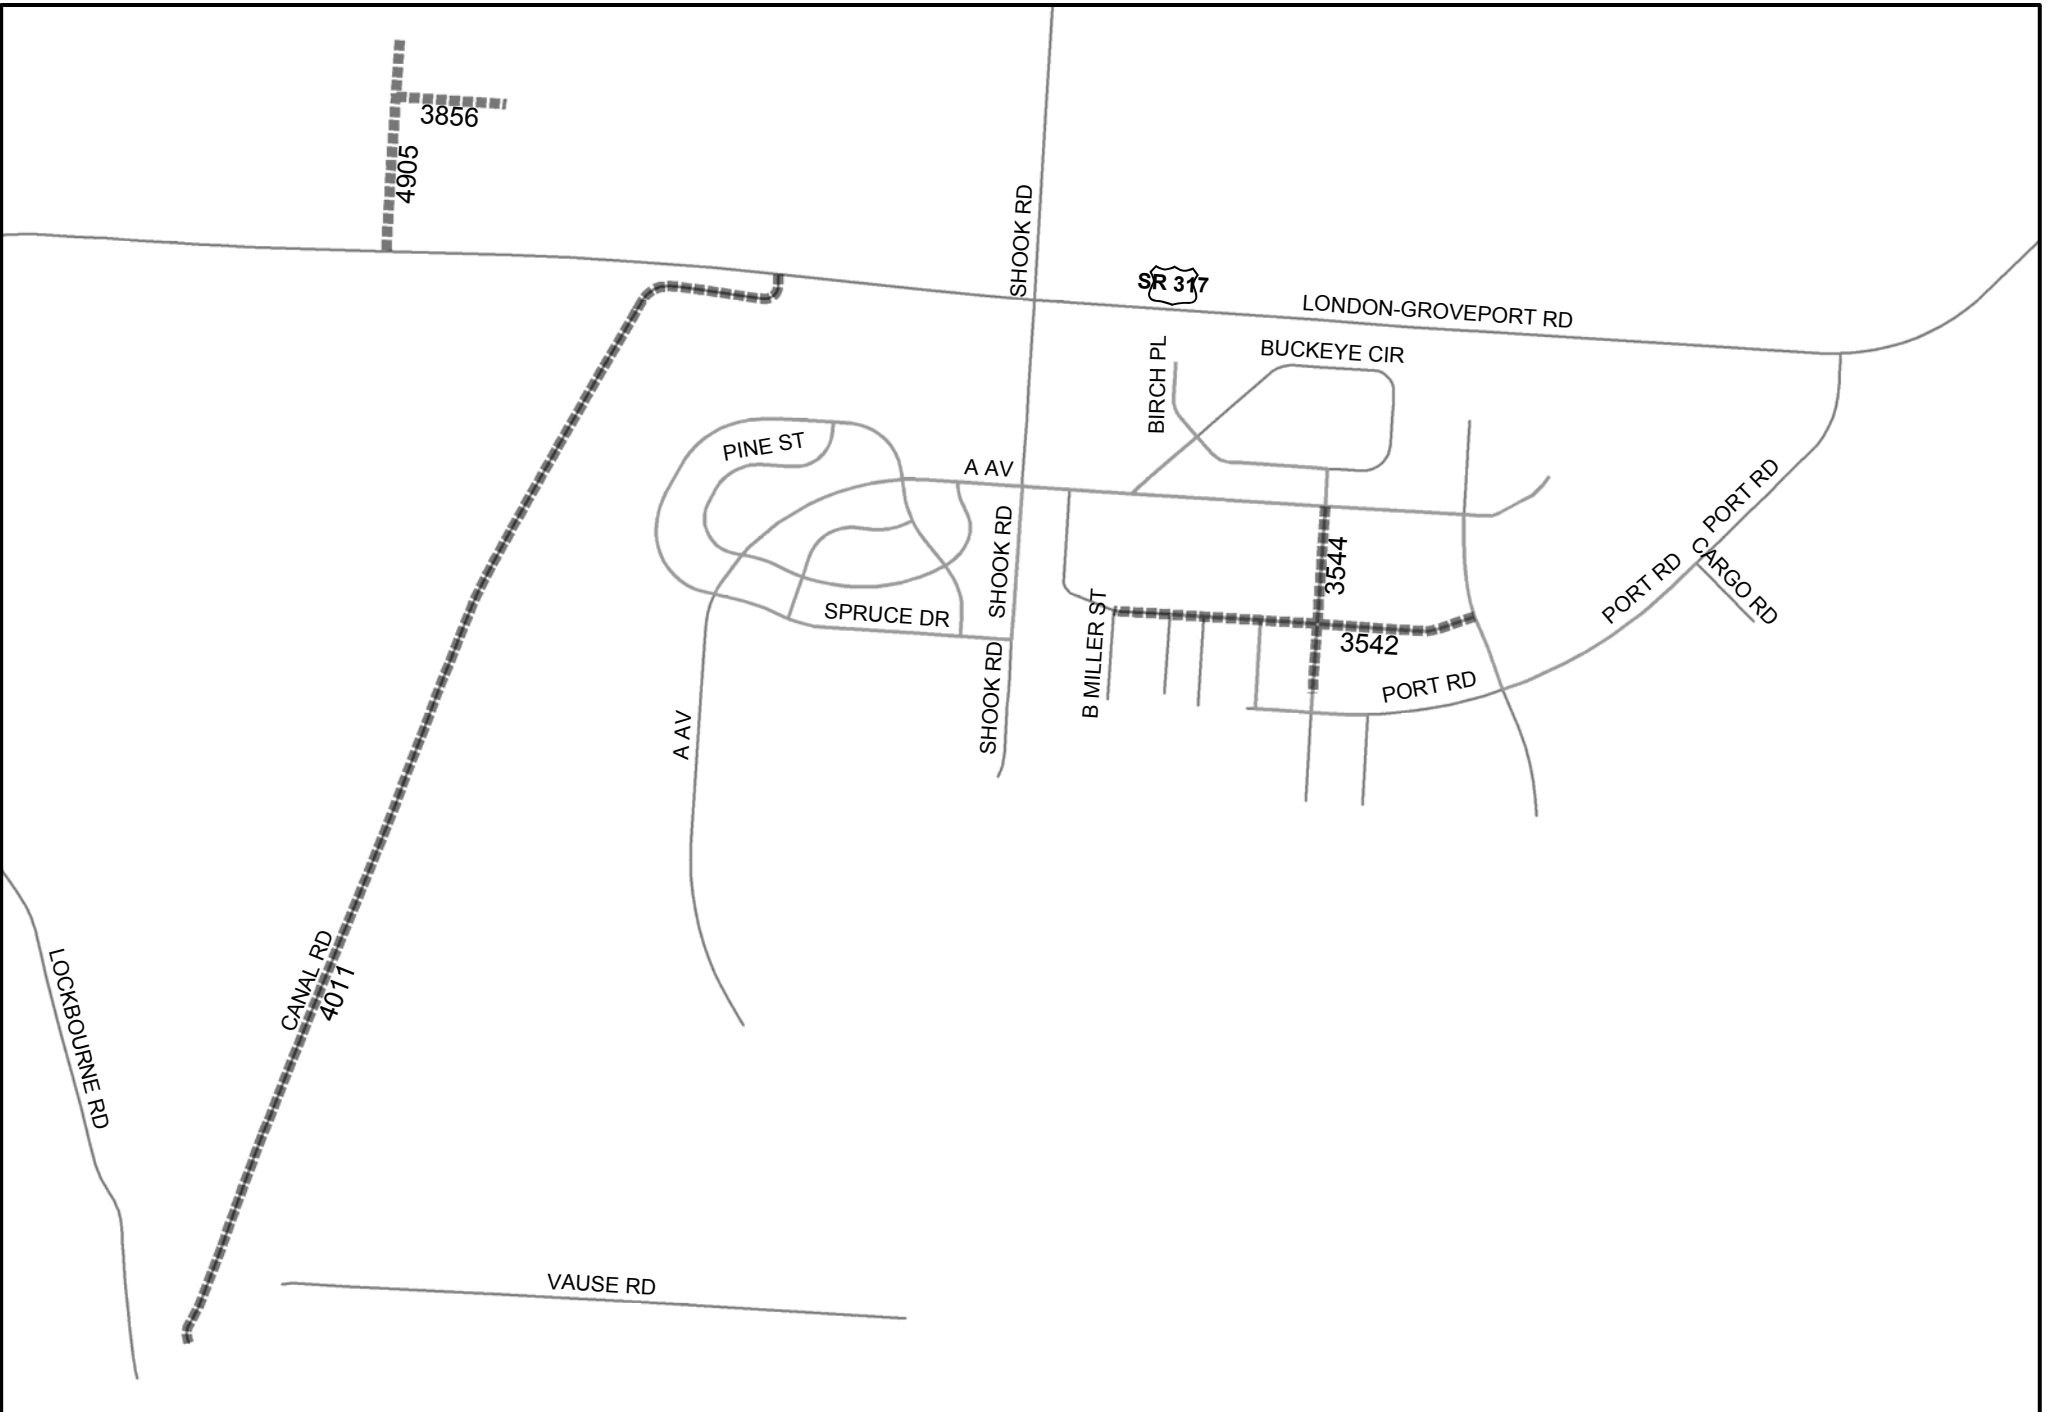 3856
4905
SHOOK RD
SR 317
LONDON-GROVEPORT RD
BIRCH PL
BUCKEYE CIR
PINE ST
A AV
PORT RD
SHOOK RD
3544
CARGO RD
PORT RD
SPRUCE DR
B MILLER ST
3542
SHOOK RD
PORT RD
A AV
CANAL RD
4011
LOCKBOURNE RD
VAUSE RD